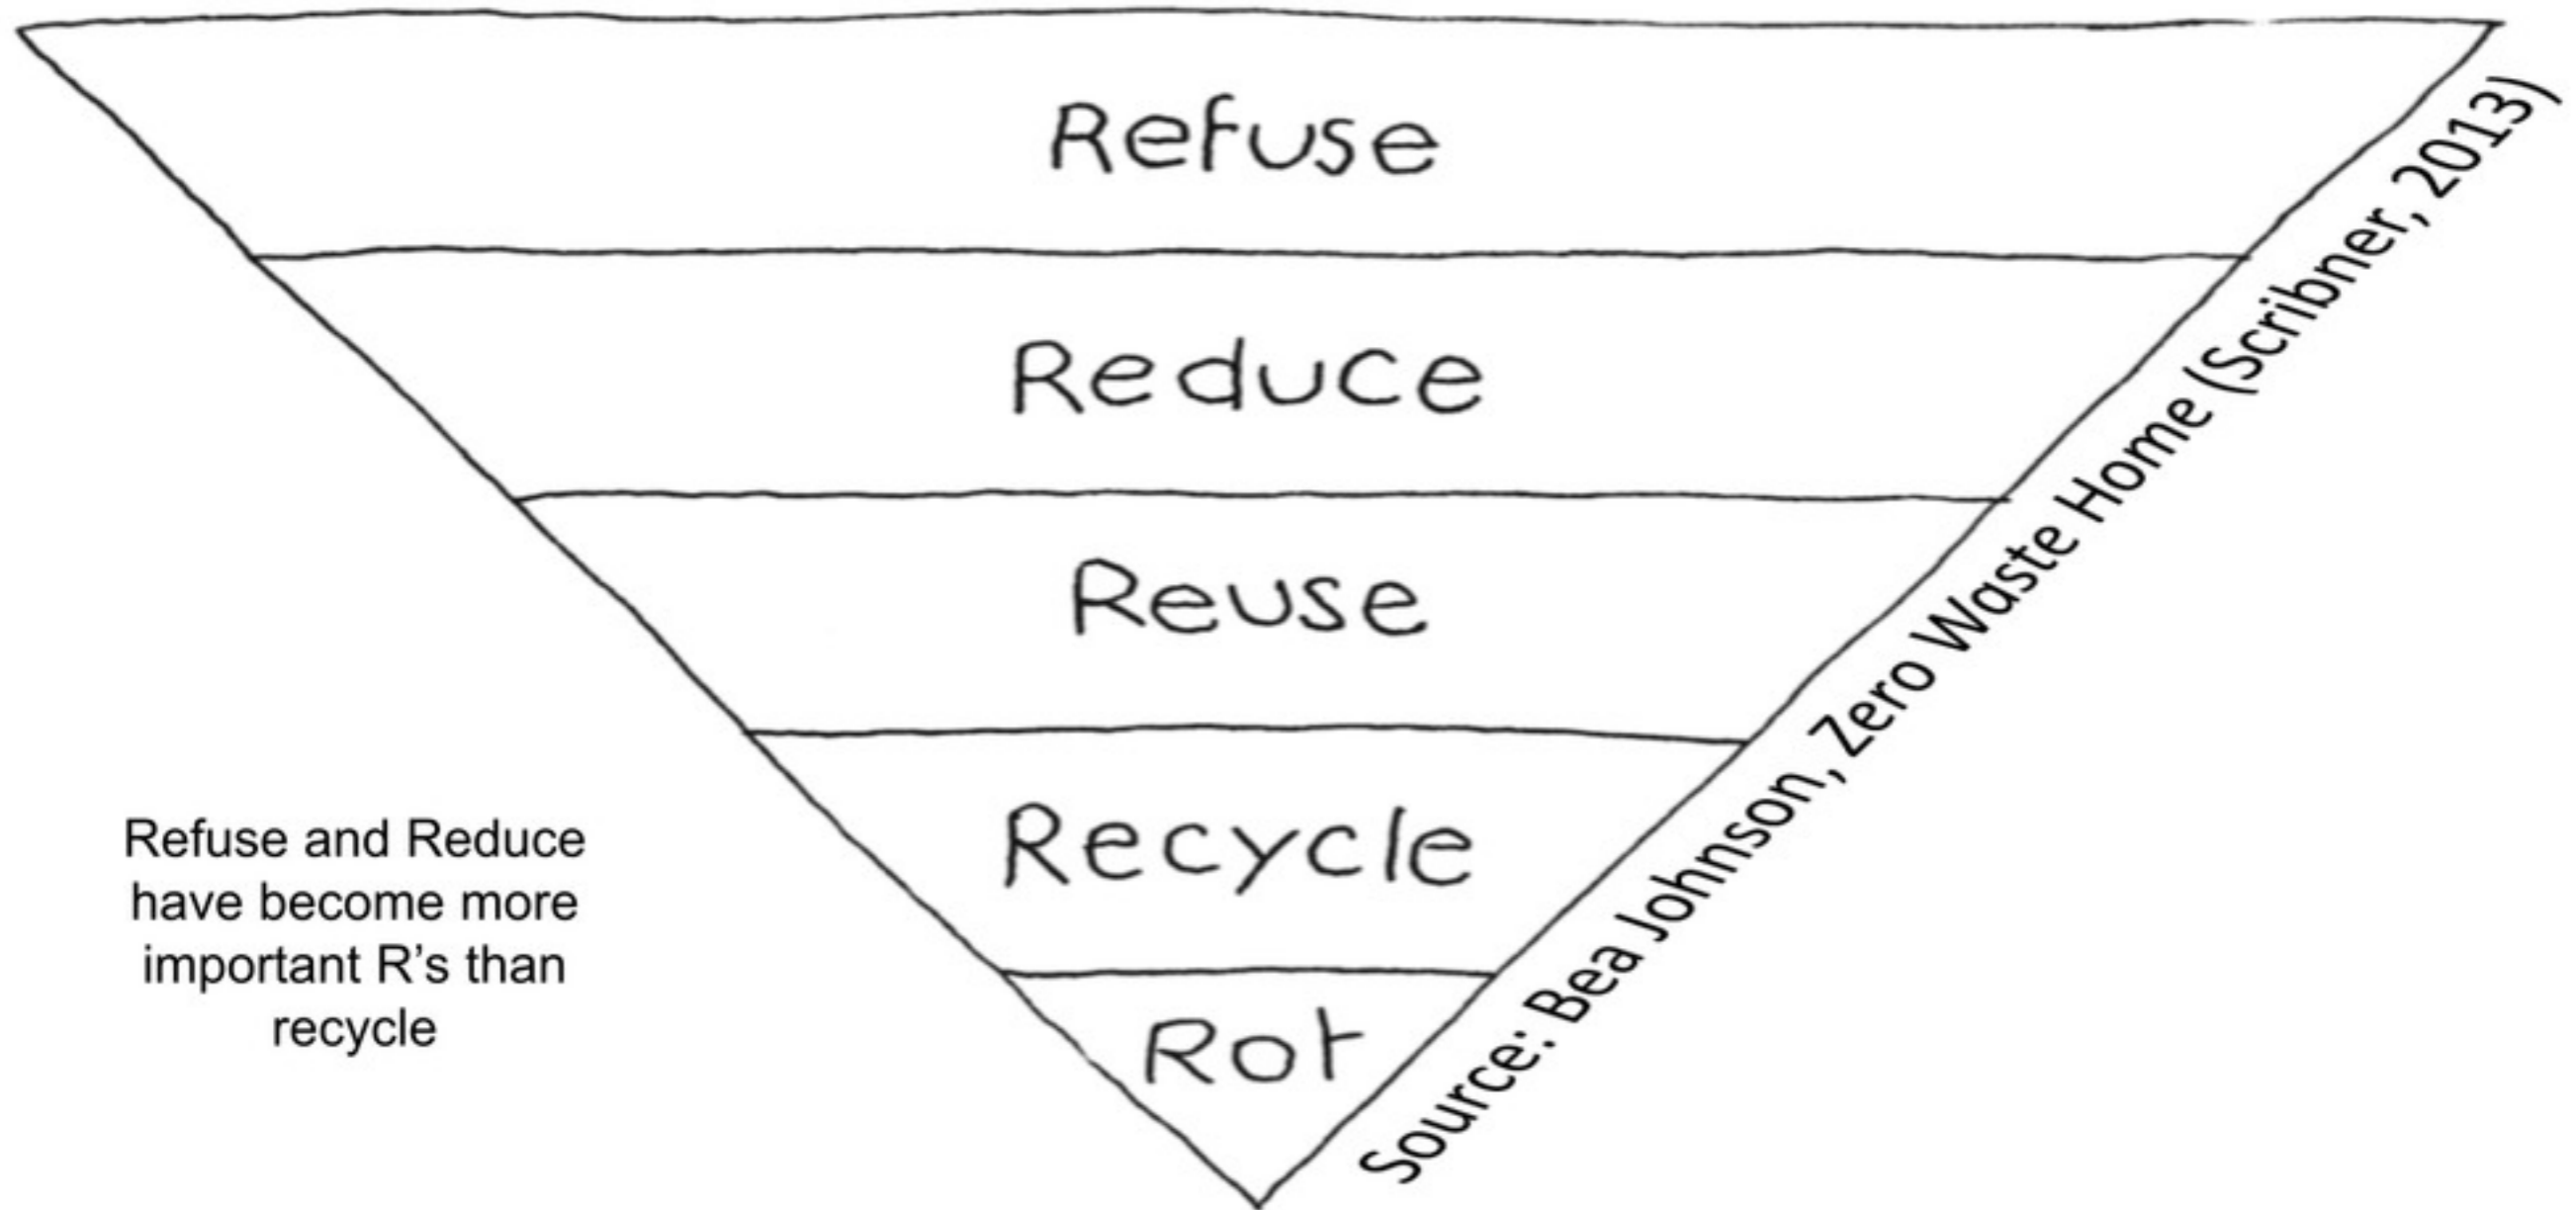 Refuse
Reduce
Reuse
Recycle
Rot
Refuse and Reduce
have become more
important R’s than
recycle
Source: Bea Johnson, Zero Waste Home (Scribner, 2013)